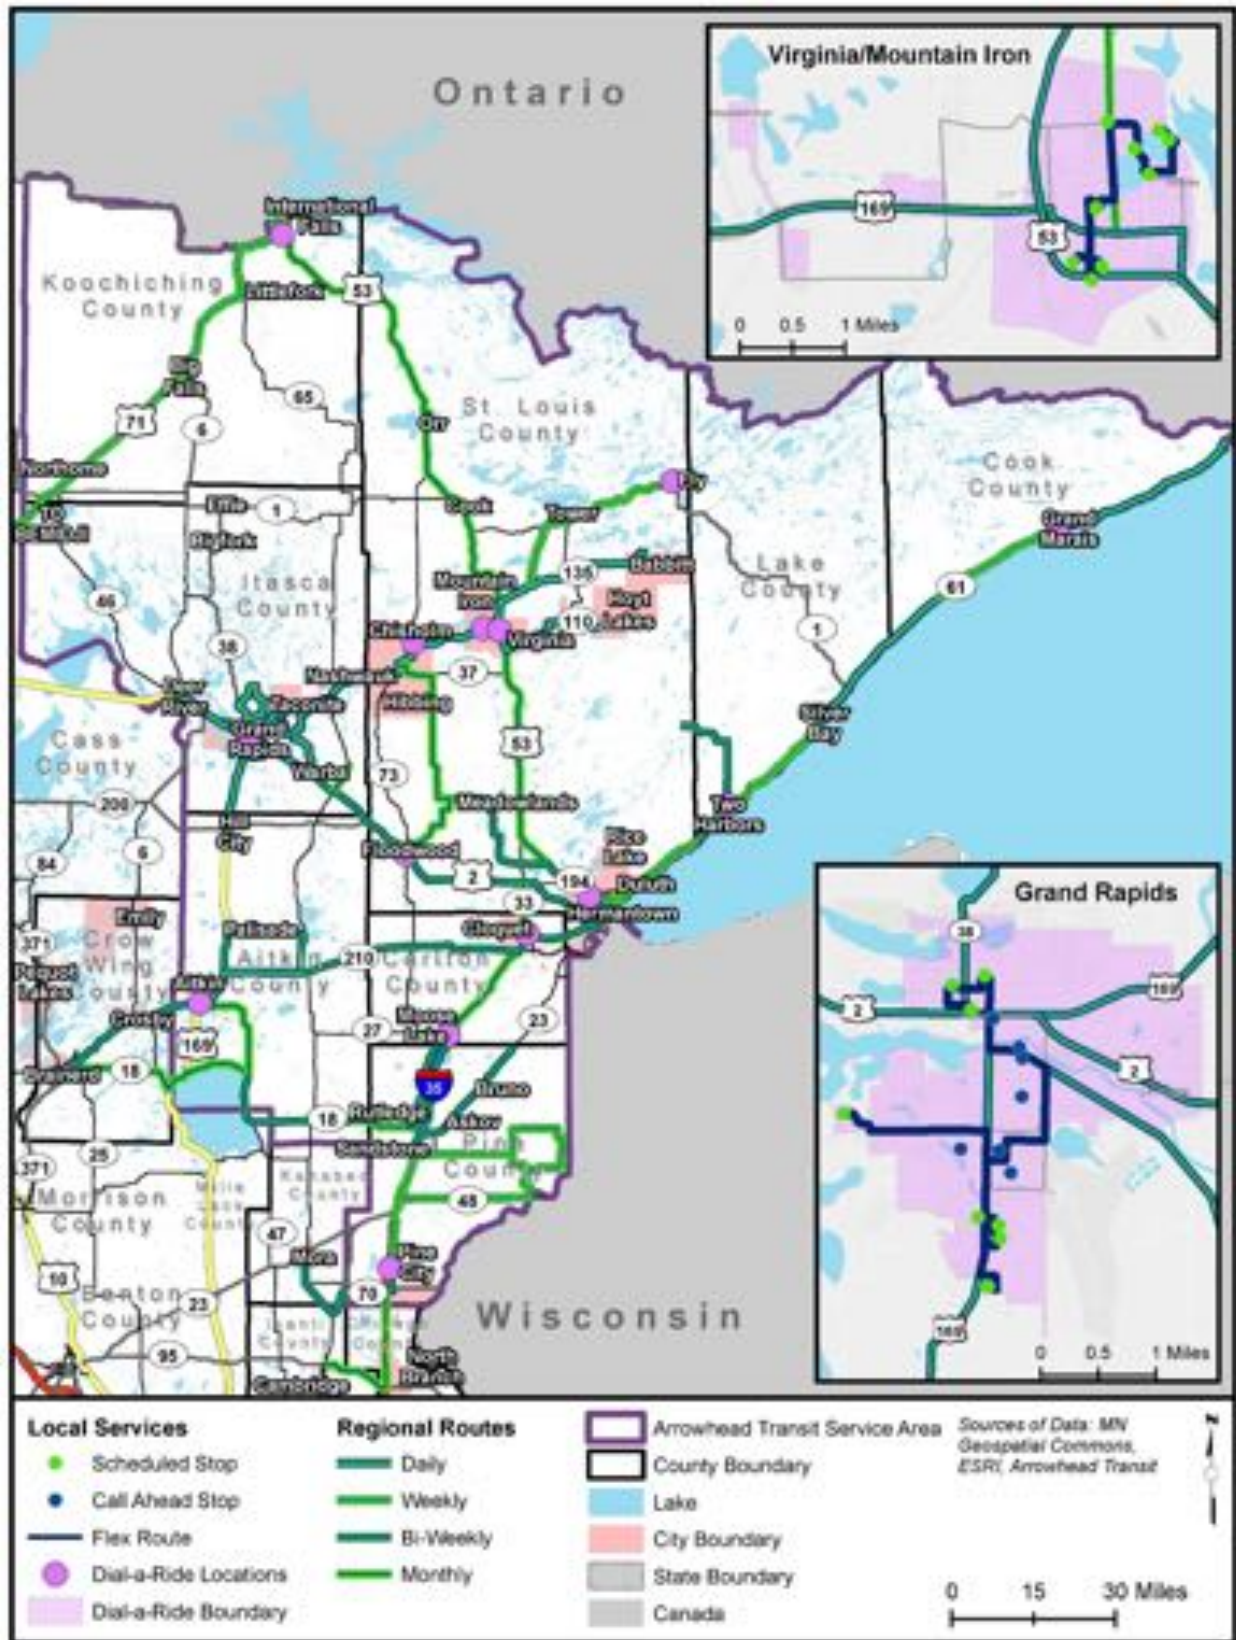 Ontario
Virginia/Mountain Iron
169
53
0 0.5 1 Miles
International
Falls
Koochiching
County
Littlefork
53
Big
Falls
65
71
6
St. Louis
County
Orr
Northome
TO
Effie
1
Cook
Ely
Tower
Cook
County
Grand
Marais
Bigfork
Itasca
County
Mountain
Iron
135
Babbitt
Lake
County
61
46
Hoyt
Lakes
110
1
38
Chisholm
Virginia
Nashwauk
37
Deer
River
Taconite
Hibbing
Grand
Rapids
Silver
Bay
Cass
County
53
Warba
73
200
Meadowlands
Two
Harbors
Hill
City
6
84
Floodwood
Rice
Lake
2
194
Duluth
Grand Rapids
33
Hermantown
Emily
Cloquet
371
Crow
Wing
County
Palisade
38
210
Aitkin
County
Carlton
County
Pequot
Lakes
Aitkin
169
2
Crosby
Moose
Lake
23
27
169
2
Brainerd
18
35
Bruno
Rutledge
18
Askov
Sandstone
Pine
County
25
371
Kanabec
County
Morrison
County
Mille
Lacs
County
48
47
Mora
Pine
City
10
Benton
County
70
23
Wisconsin
169
Isanti
County
95
North
Branch
Cambridge
0 0.5 1 Miles
Local Services
Scheduled Stop
Call Ahead Stop
Flex Route
Dial-a-Ride Locations
Dial-a-Ride Boundary
Regional Routes
Daily
Weekly
Bi-Weekly
Monthly
Arrowhead Transit Service Area
County Boundary
Lake
City Boundary
State Boundary
Canada
Sources of Data: MN
Geospatial Commons,
ESRI, Arrowhead Transit
N
0 15 30 Miles